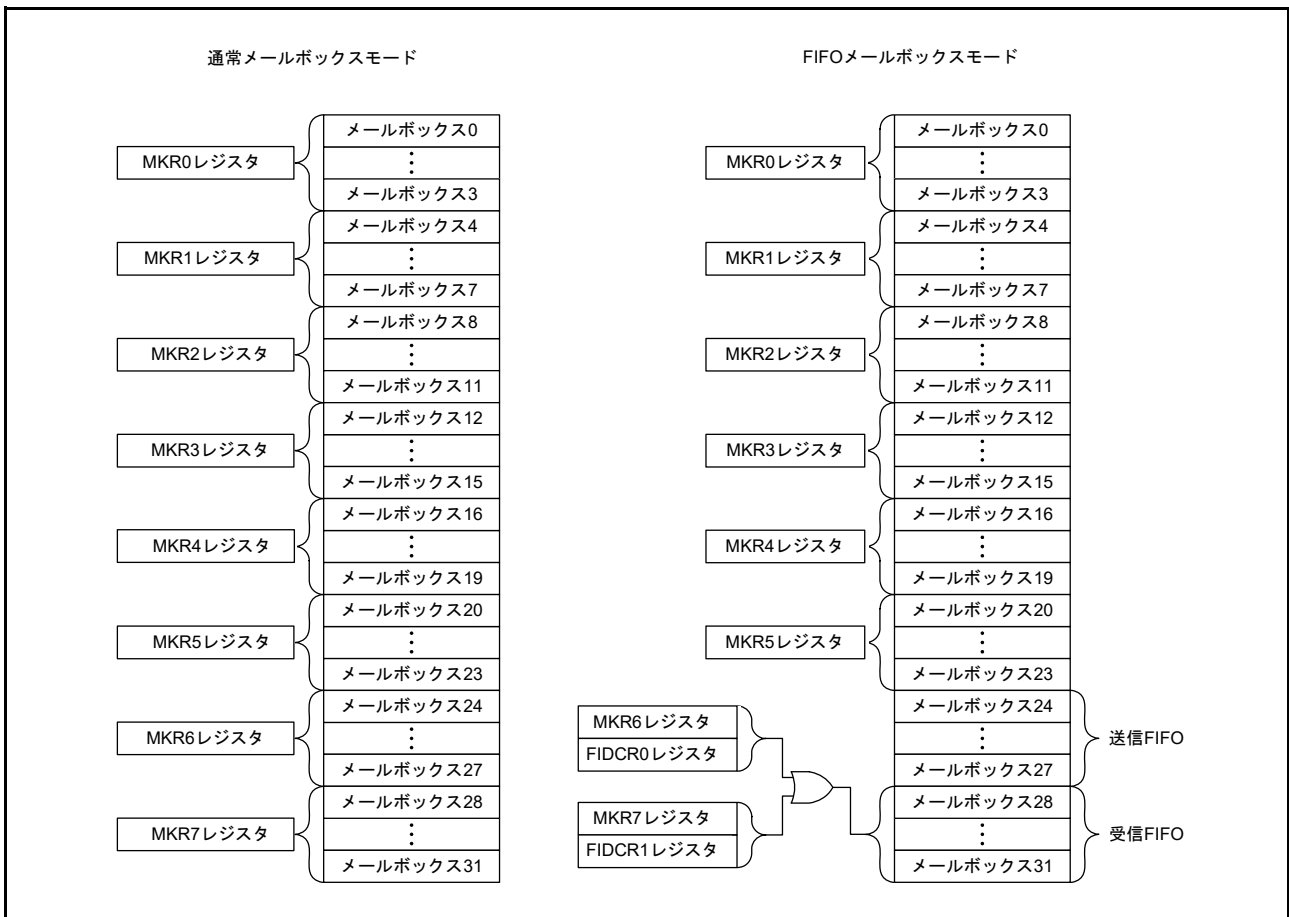 通常メールボックスモード
MKR0レジスタ
メールボックス0
メールボックス3
MKR1レジスタ
メールボックス4
メールボックス7
MKR2レジスタ
メールボックス8
メールボックス11
MKR3レジスタ
メールボックス12
メールボックス15
MKR4レジスタ
メールボックス16
メールボックス19
MKR5レジスタ
メールボックス20
メールボックス23
MKR6レジスタ
メールボックス24
メールボックス27
MKR7レジスタ
メールボックス28
メールボックス31
FIFOメールボックスモード
MKR0レジスタ
メールボックス0
メールボックス3
MKR1レジスタ
メールボックス4
メールボックス7
MKR2レジスタ
メールボックス8
メールボックス11
MKR3レジスタ
メールボックス12
メールボックス15
MKR4レジスタ
メールボックス16
メールボックス19
MKR5レジスタ
メールボックス20
メールボックス23
MKR6レジスタ
FIDCR0レジスタ
メールボックス24
メールボックス27
送信FIFO
MKR7レジスタ
FIDCR1レジスタ
メールボックス28
メールボックス31
受信FIFO